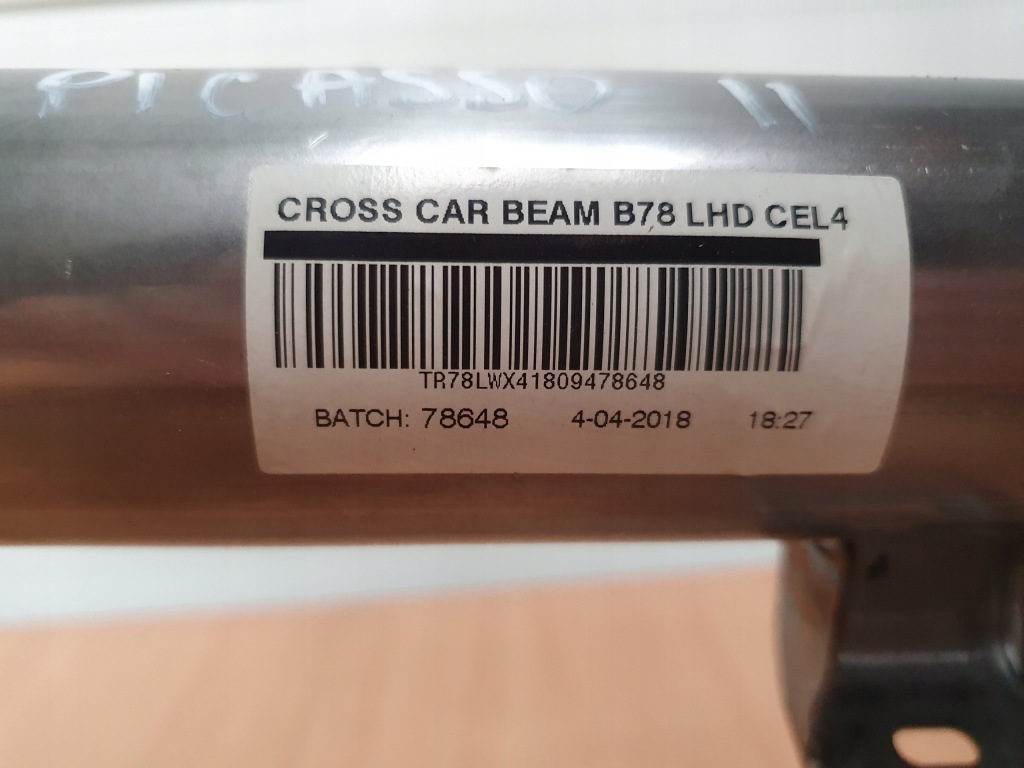 PICASSO II
CROSS CAR BEAM B78 LHD CEL4
TR78LWX41809478648
BATCH: 78648 4-04-2018 18:27